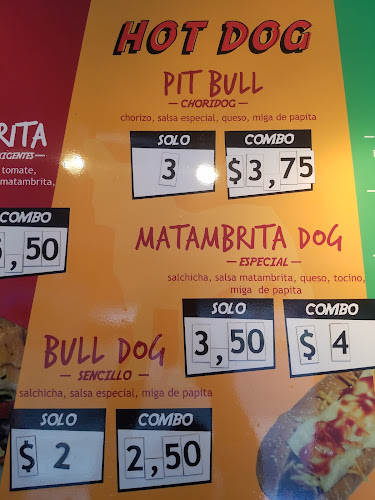 HOT DOG
PIT BULL
— CHORIDOG —
chorizo, salsa especial, queso, miga de papita
SOLO COMBO
3 $3,75
RITA
tomate,
matambrita,
COMBO
,50
MATAMBRITA DOG
— ESPECIAL —
salchicha, salsa matambrita, queso, tocino,
miga de papita
SOLO COMBO
3,50 $ 4
BULL DOG
— SENCILLO —
salchicha, salsa especial, miga de papita
SOLO COMBO
$ 2 2,50